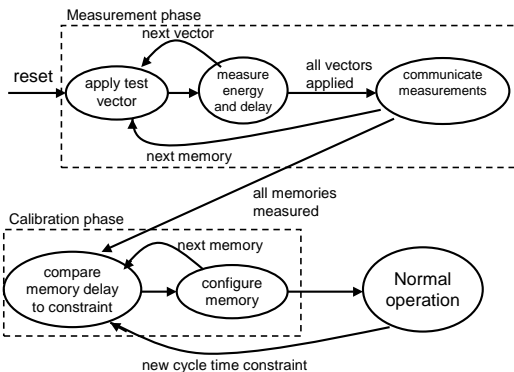 Measurement phase
next vector
reset
apply test
vector
measure
energy
and delay
all vectors
applied
communicate
measurements
next memory
all memories
measured
Calibration phase
next memory
compare
memory delay
to constraint
configure
memory
Normal
operation
new cycle time constraint